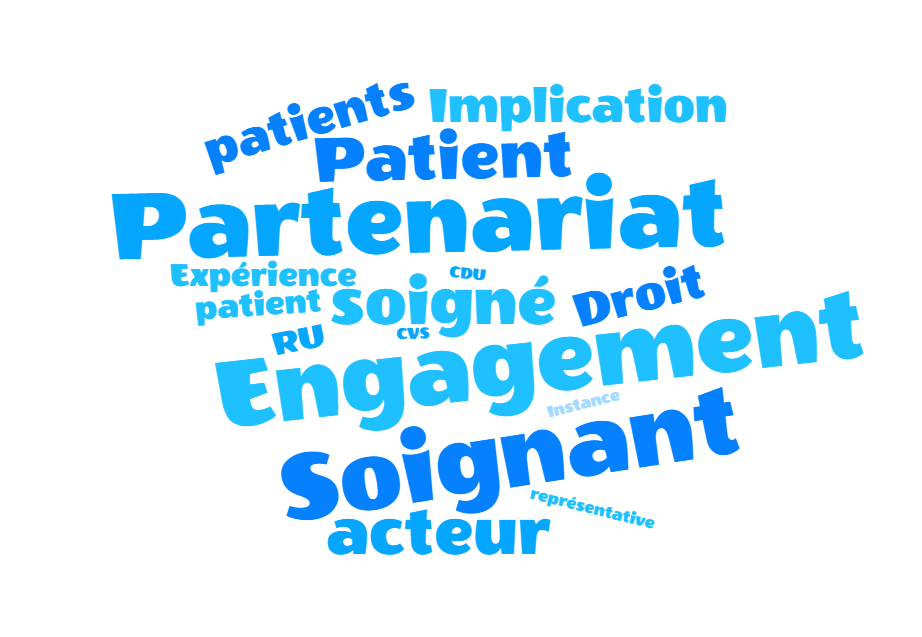 patients
Implication
Patient
Partenariat
Expérience
patient
CDU
soigné
Droit
RU
CVS
Engagement
Instance
Soignant
représentative
acteur